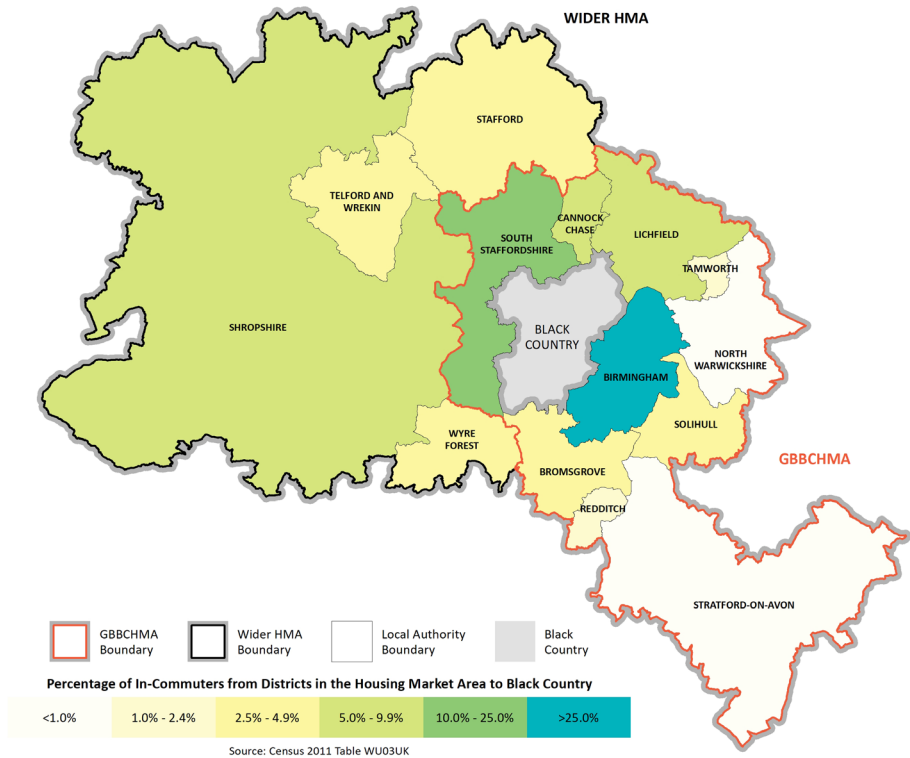 WIDER HMA
STAFFORD
TELFORD AND
WREKIN
CANNOCK
CHASE
LICHFIELD
SOUTH
STAFFORDSHIRE
TAMWORTH
SHROPSHIRE
BLACK
COUNTRY
NORTH
WARWICKSHIRE
BIRMINGHAM
SOLIHULL
WYRE
FOREST
GBBCHMA
BROMSGROVE
REDDITCH
STRATFORD-ON-AVON
GBBCHMA
Boundary
Wider HMA
Boundary
Local Authority
Boundary
Black
Country
Percentage of In-Commuters from Districts in the Housing Market Area to Black Country
<1.0%
1.0% - 2.4%
2.5% - 4.9%
5.0% - 9.9%
10.0% - 25.0%
>25.0%
Source: Census 2011 Table WU03UK